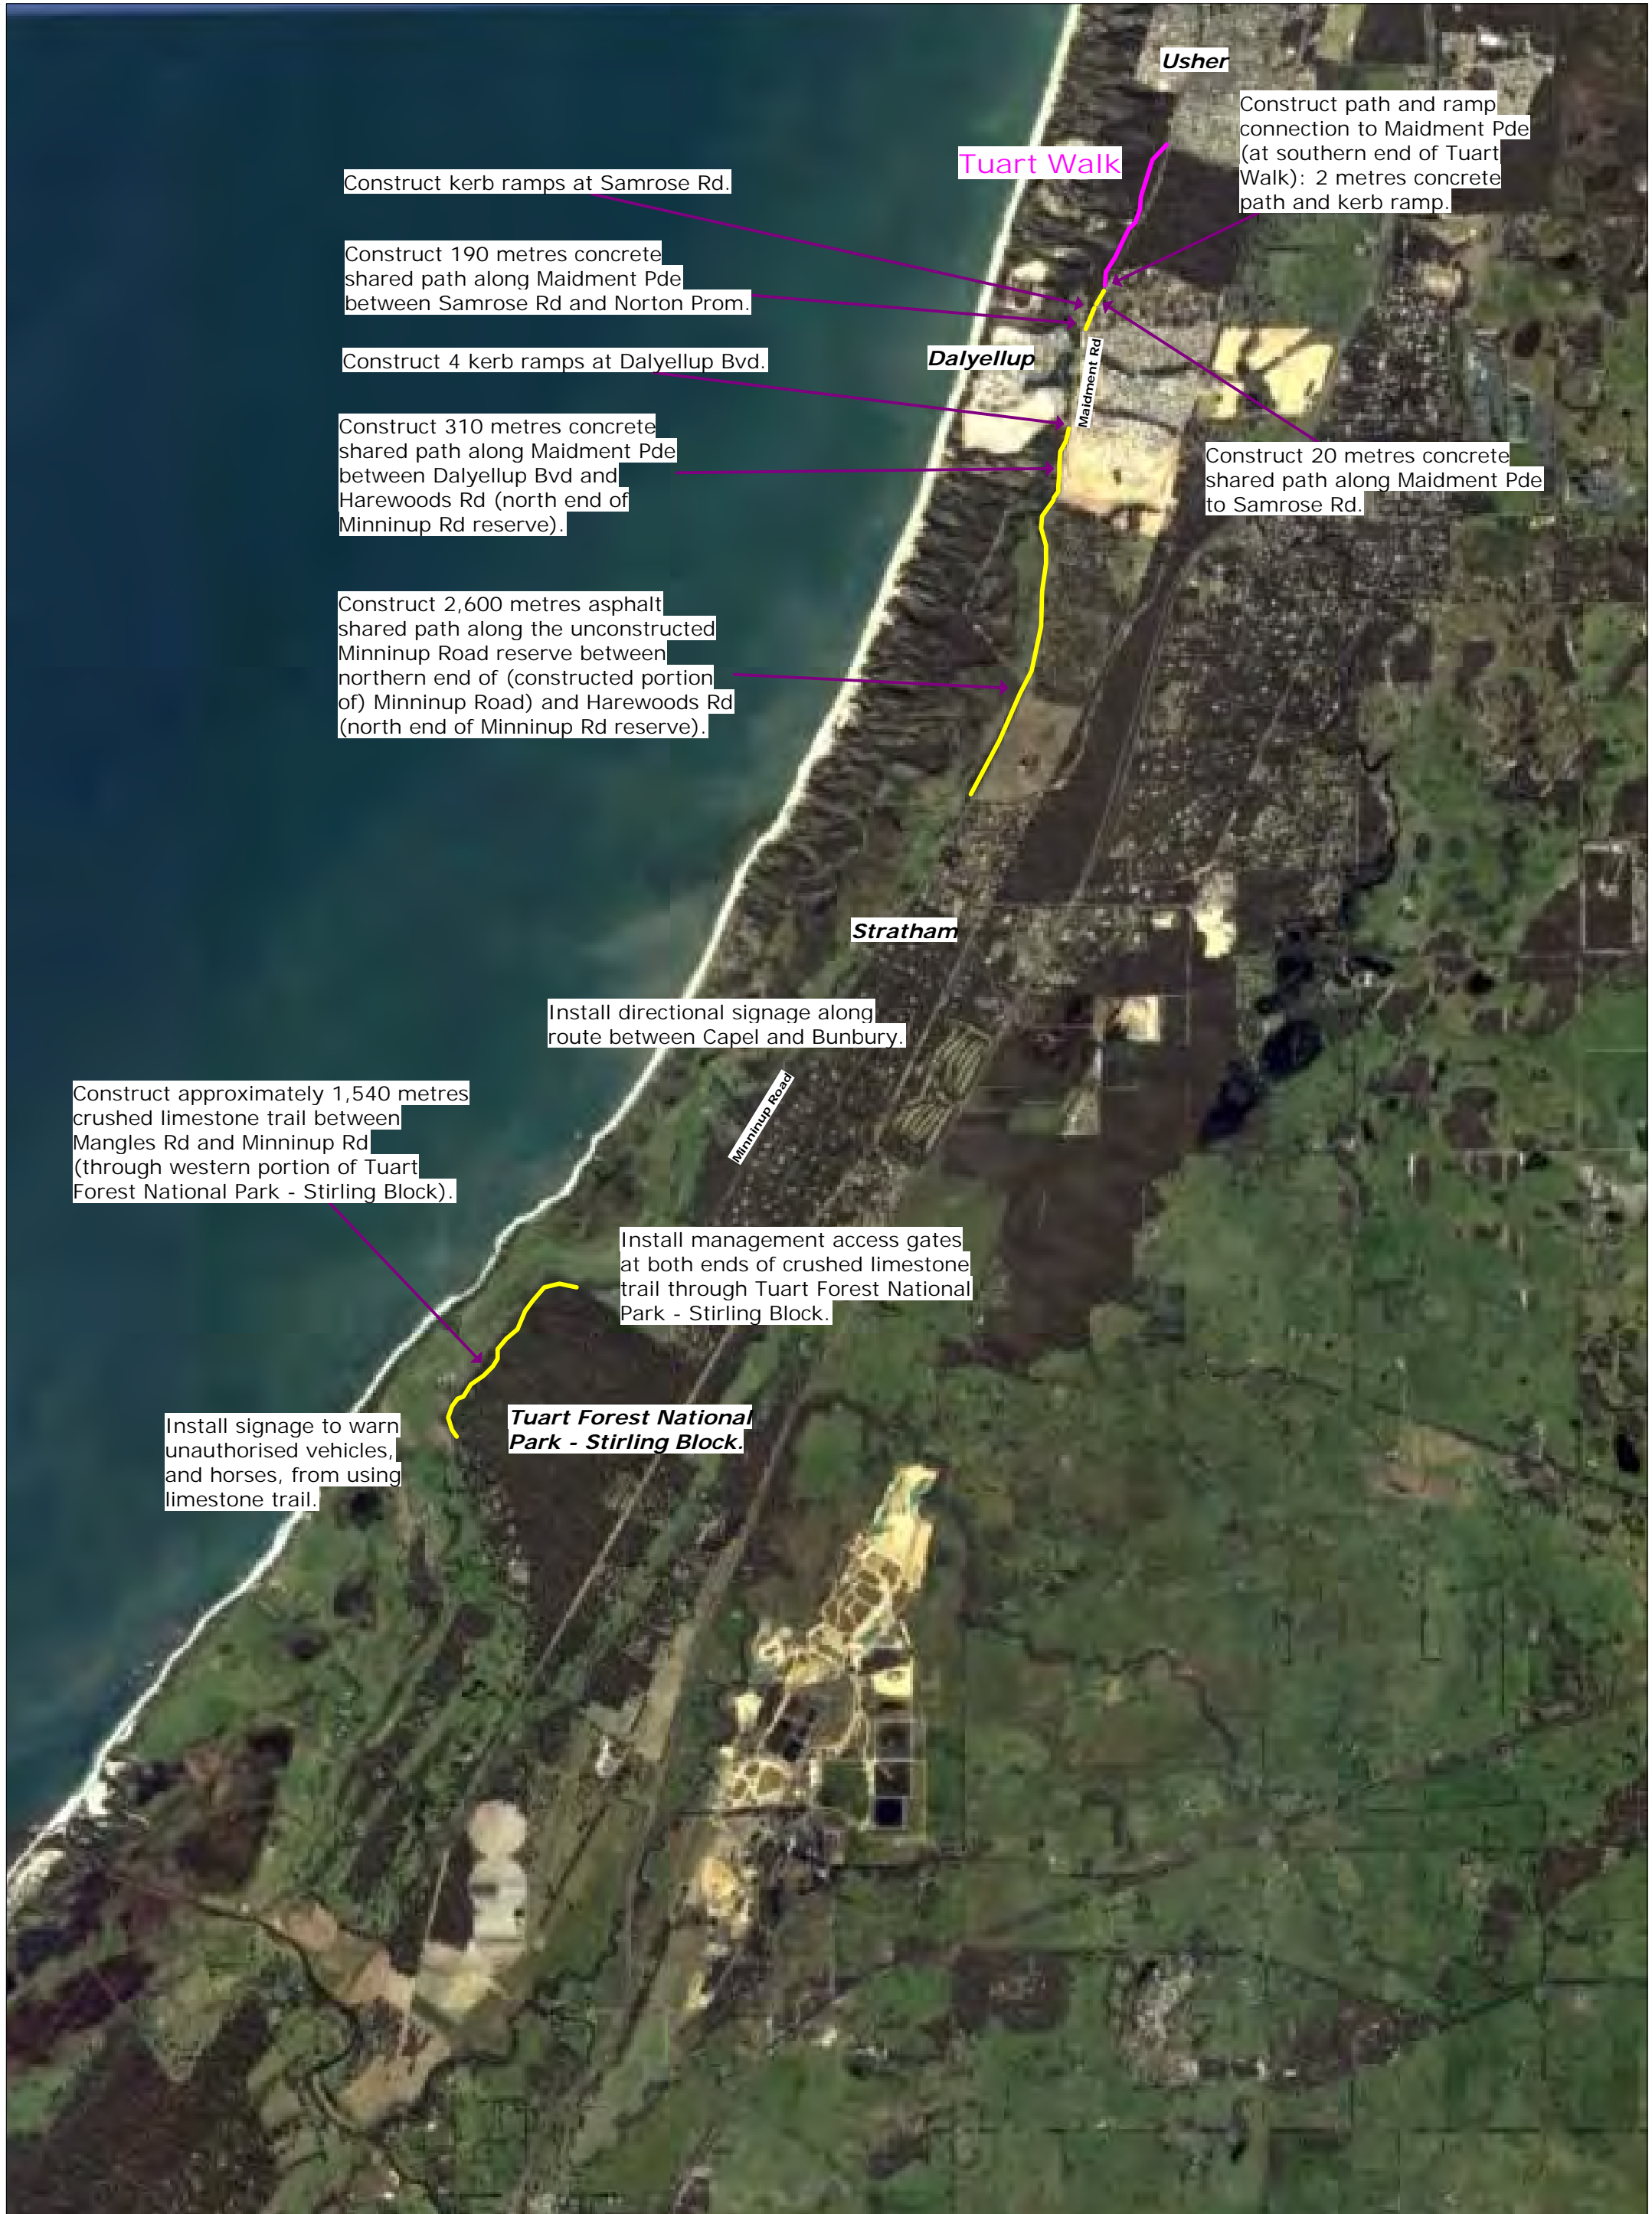 Usher
Construct path and ramp
connection to Maidment Pde
(at southern end of Tuart
Walk): 2 metres concrete
path and kerb ramp.
Tuart Walk
Construct kerb ramps at Samrose Rd.
Construct 190 metres concrete
shared path along Maidment Pde
between Samrose Rd and Norton Prom.
Dalyellup
Maidment Rd
Construct 4 kerb ramps at Dalyellup Bvd.
Construct 310 metres concrete
shared path along Maidment Pde
between Dalyellup Bvd and
Harewoods Rd (north end of
Minninup Rd reserve).
Construct 20 metres concrete
shared path along Maidment Pde
to Samrose Rd.
Construct 2,600 metres asphalt
shared path along the unconstructed
Minninup Road reserve between
northern end of (constructed portion
of) Minninup Road) and Harewoods Rd
(north end of Minninup Rd reserve).
Stratham
Install directional signage along
route between Capel and Bunbury.
Minninup Road
Construct approximately 1,540 metres
crushed limestone trail between
Mangles Rd and Minninup Rd
(through western portion of Tuart
Forest National Park - Stirling Block).
Install management access gates
at both ends of crushed limestone
trail through Tuart Forest National
Park - Stirling Block.
Tuart Forest National
Park - Stirling Block.
Install signage to warn
unauthorised vehicles,
and horses, from using
limestone trail.